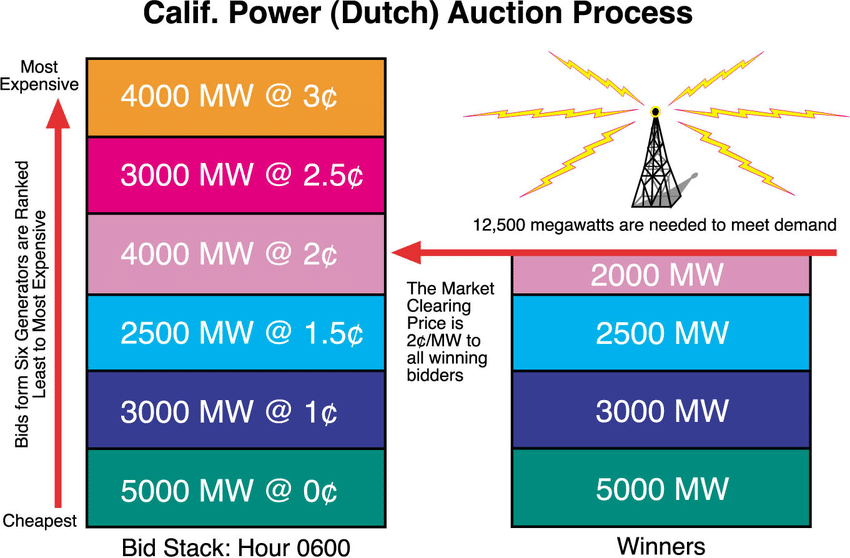 Calif. Power (Dutch) Auction Process
Most
Expensive
Bids form Six Generators are Ranked
Least to Most Expensive
Cheapest
4000 MW @ 3¢
3000 MW @ 2.5¢
4000 MW @ 2¢
2500 MW @ 1.5¢
3000 MW @ 1¢
5000 MW @ 0¢
Bid Stack: Hour 0600
12,500 megawatts are needed to meet demand
The Market
Clearing
Price is
2¢/MW to
all winning
bidders
2000 MW
2500 MW
3000 MW
5000 MW
Winners